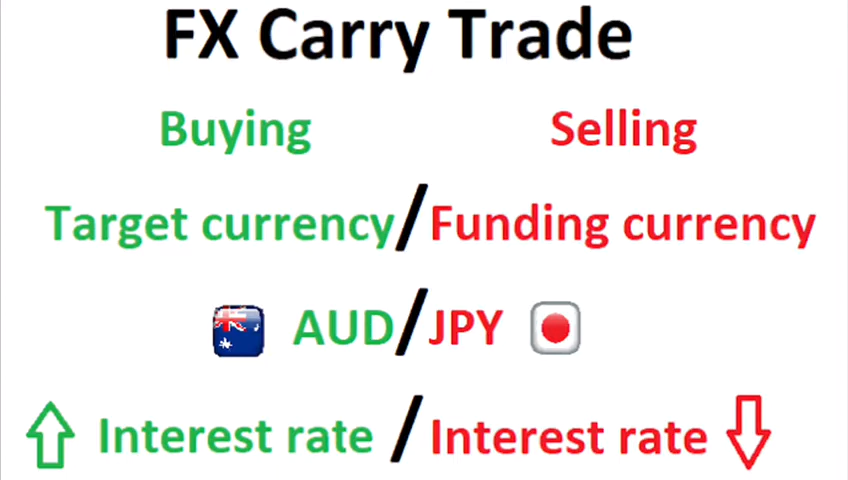 FX Carry Trade
Buying Selling
Target currency/Funding currency
AUD/JPY
Interest rate / Interest rate